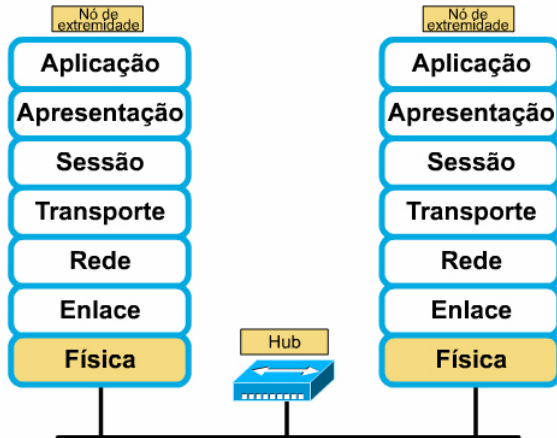 Nó de
extremidade
Aplicação
Apresentação
Sessão
Transporte
Rede
Enlace
Física
Hub
Nó de
extremidade
Aplicação
Apresentação
Sessão
Transporte
Rede
Enlace
Física